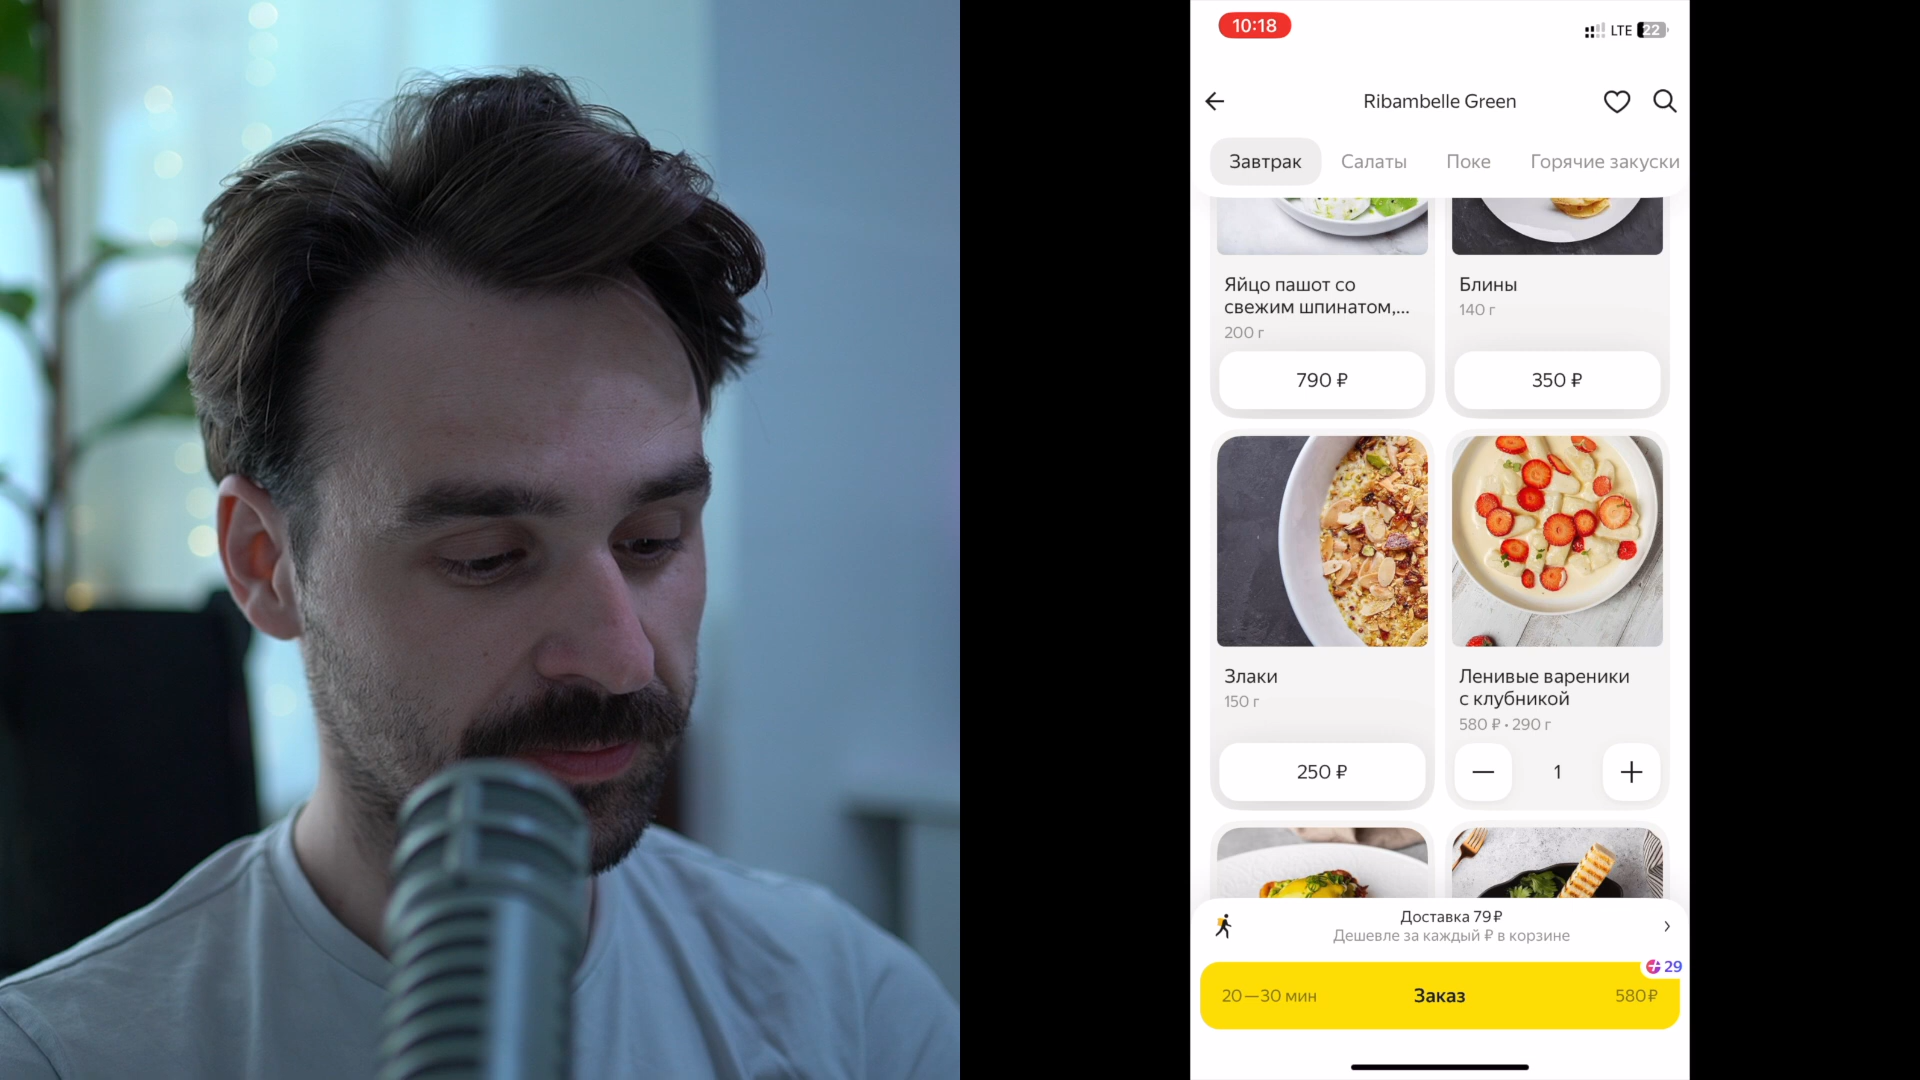 10:18
LTE 22
Ribambelle Green
Завтрак Салаты Поке Горячие закуски
Яйцо пашот со
свежим шпинатом,...
200 г
790 ₽
Блины
140 г
350 ₽
Злаки
150 г
250 ₽
Ленивые вареники
с клубникой
580 ₽ • 290 г
1
Доставка 79 ₽
Дешевле за каждый ₽ в корзине
29
20—30 мин Заказ 580 ₽